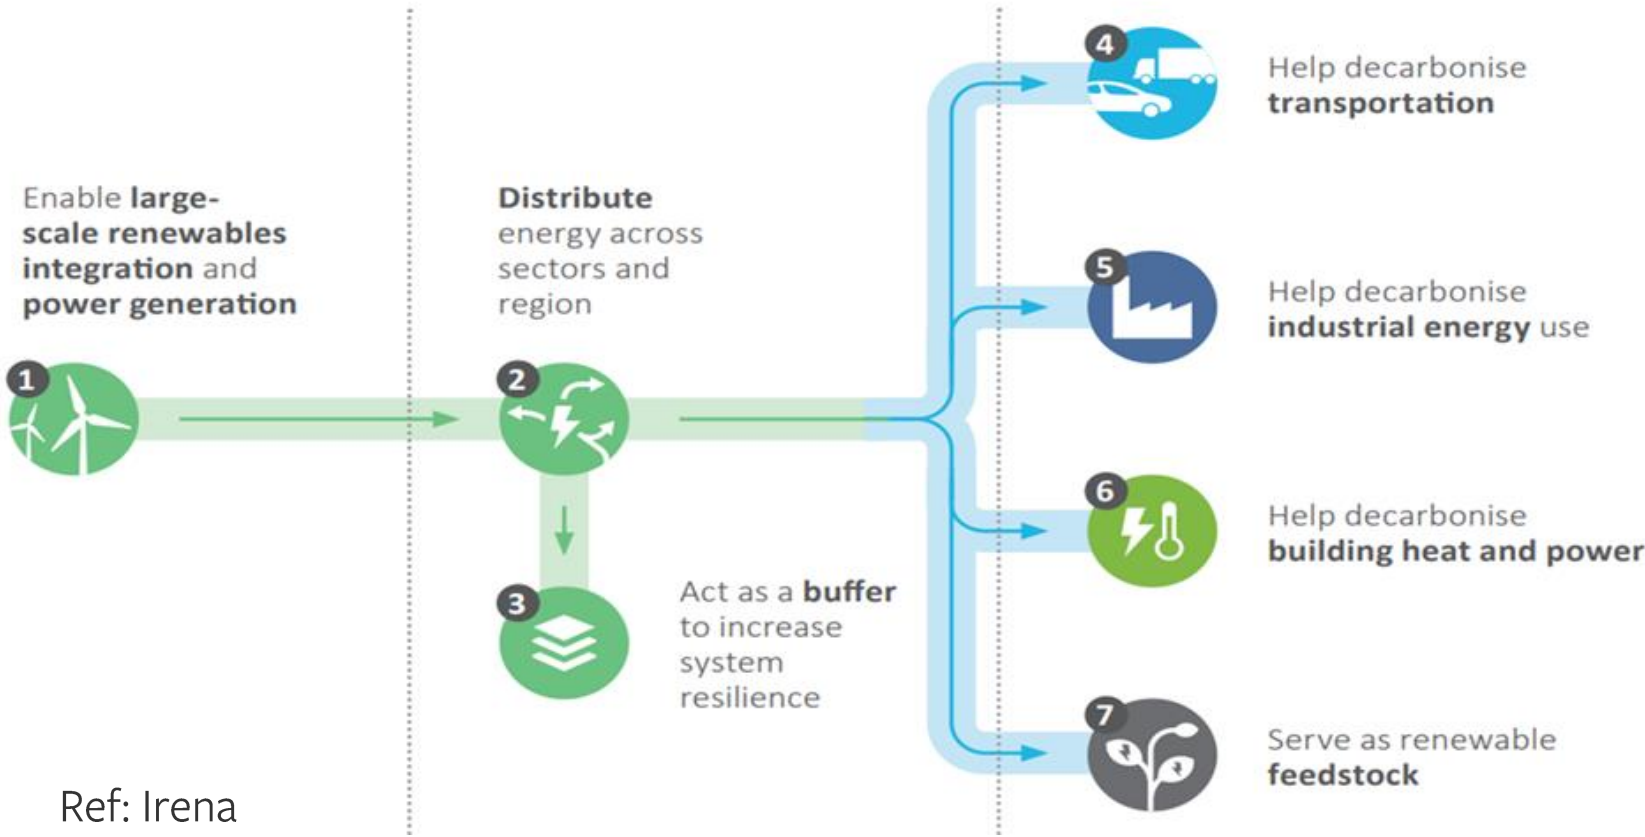 1
Enable large-
scale renewables
integration and
power generation
2
Distribute
energy across
sectors and
region
3
Act as a buffer
to increase
system
resilience
4
Help decarbonise
transportation
5
Help decarbonise
industrial energy use
6
Help decarbonise
building heat and power
7
Serve as renewable
feedstock
Ref: Irena